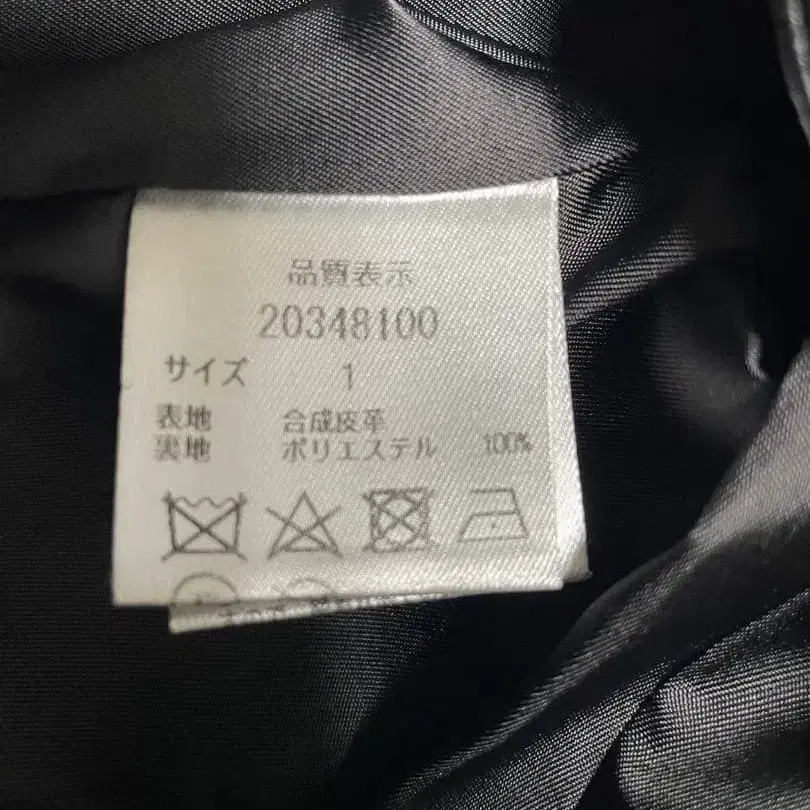 品質表示
20348100
サイズ 1
表地 合成皮革
裏地 ポリエステル 100%